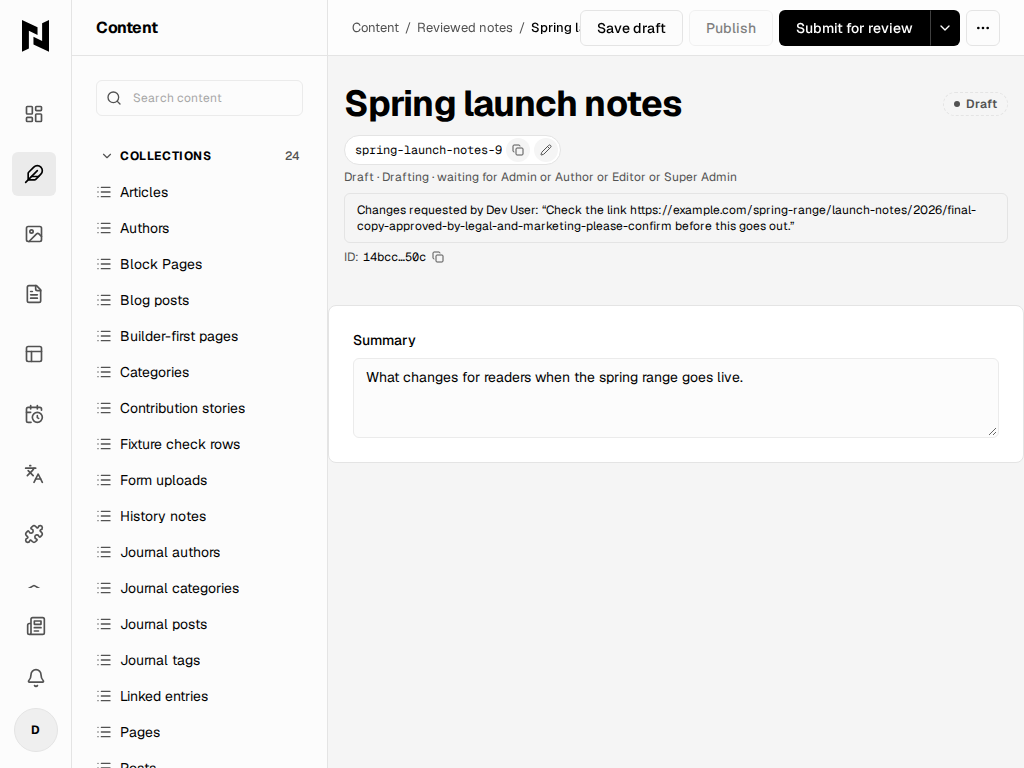 Content
Content / Reviewed notes / Spring l
Save draft
Publish
Submit for review
Search content
COLLECTIONS 24
Articles
Authors
Block Pages
Blog posts
Builder-first pages
Categories
Contribution stories
Fixture check rows
Form uploads
History notes
Journal authors
Journal categories
Journal posts
Journal tags
Linked entries
Pages
Posts
D
Spring launch notes
Draft
spring-launch-notes-9
Draft · Drafting · waiting for Admin or Author or Editor or Super Admin
Changes requested by Dev User: “Check the link https://example.com/spring-range/launch-notes/2026/final-
copy-approved-by-legal-and-marketing-please-confirm before this goes out.”
ID: 14bcc…50c
Summary
What changes for readers when the spring range goes live.